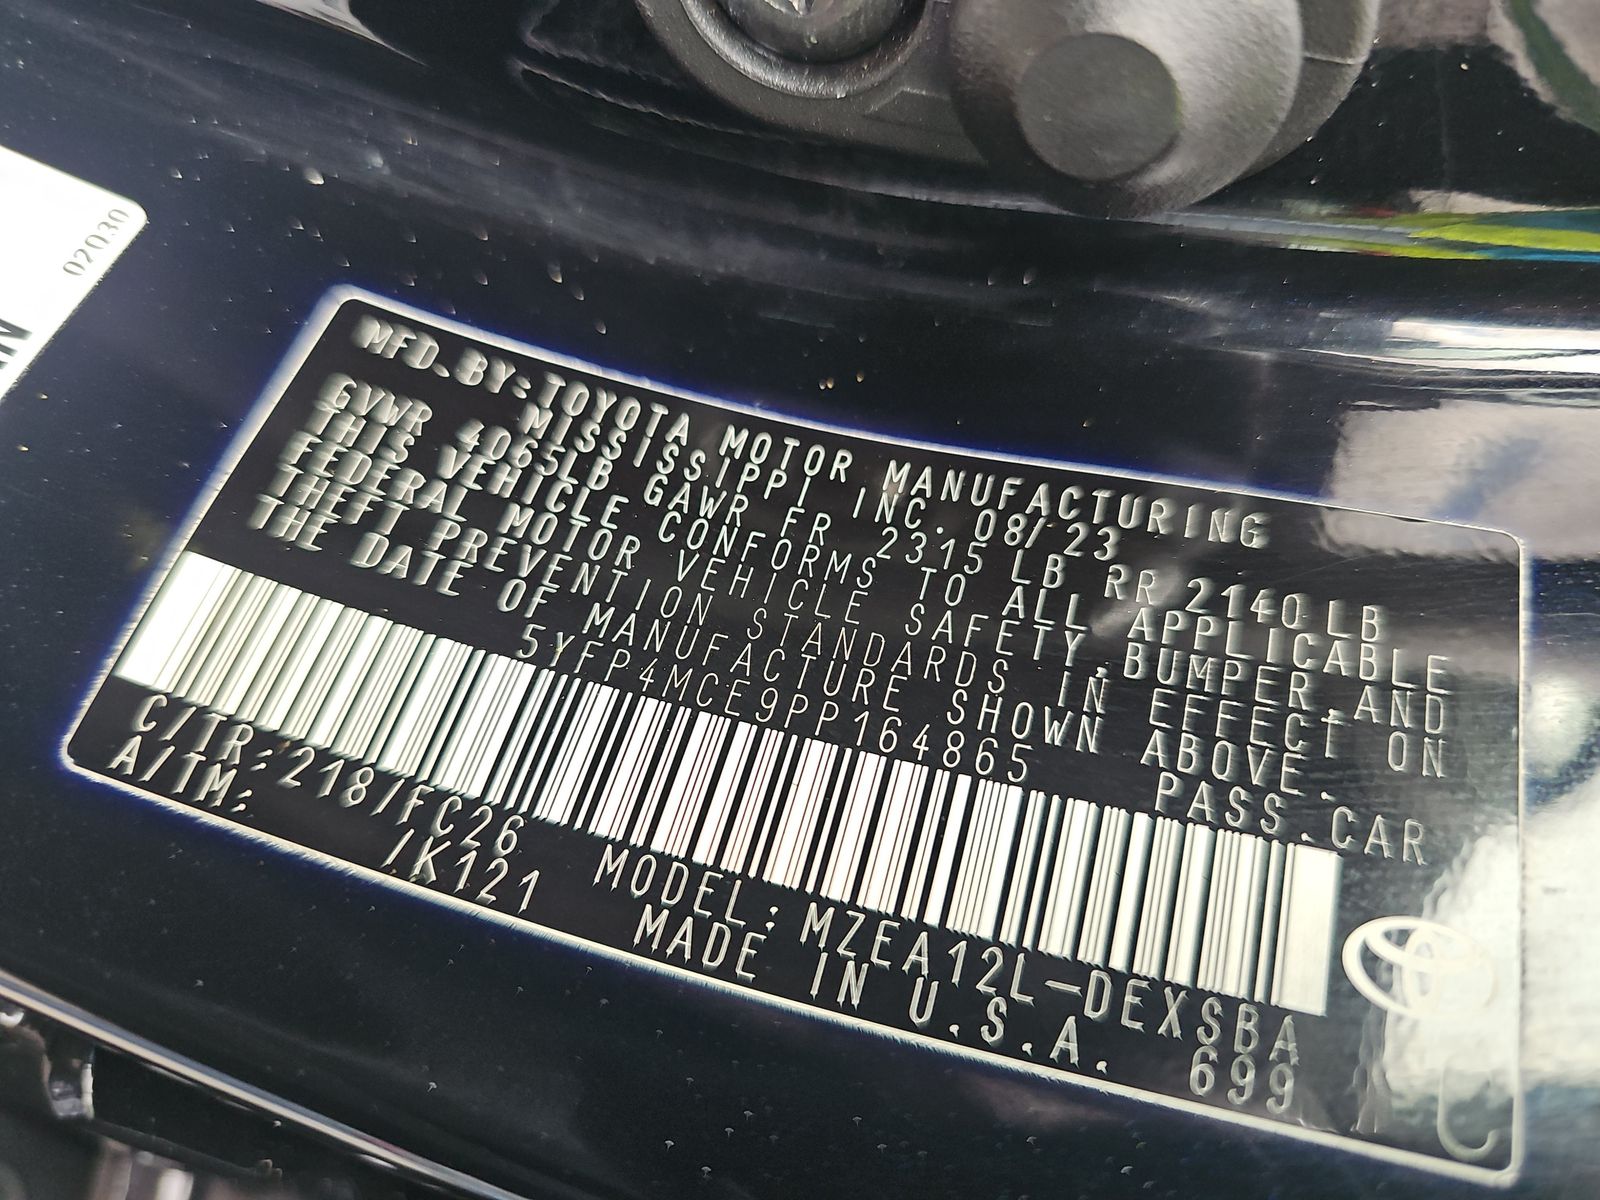 02030
MFD.BY:TOYOTA MOTOR MANUFACTURING
MISSISSIPPI INC. 08/23
GVWR 4065LB GAWR FR 2315 LB RR 2140 LB
THIS VEHICLE CONFORMS TO ALL APPLICABLE
FEDERAL MOTOR VEHICLE SAFETY,BUMPER,AND
THEFT PREVENTION STANDARDS IN EFFECT ON
THE DATE OF MANUFACTURE SHOWN ABOVE.
5YFP4MCE9PP164865 PASS.CAR
C/TR:218/FC26 MODEL:MZEA12L-DEXSBA
A/TM: /K121 MADE IN U.S.A. 699